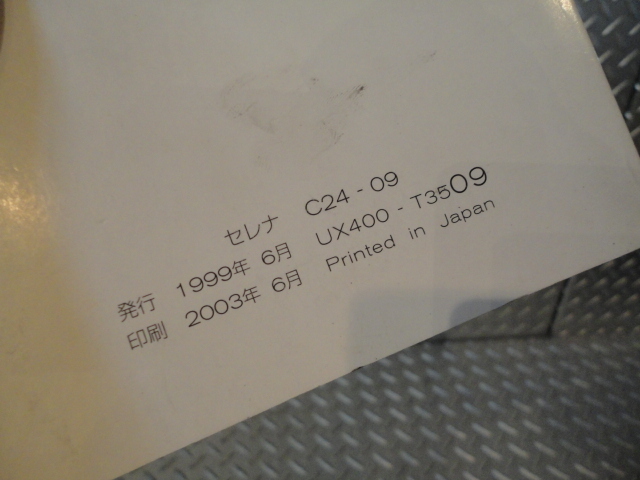 セレナ C24-09
発行 1999年 6月 UX400-T3509
印刷 2003年 6月 Printed in Japan